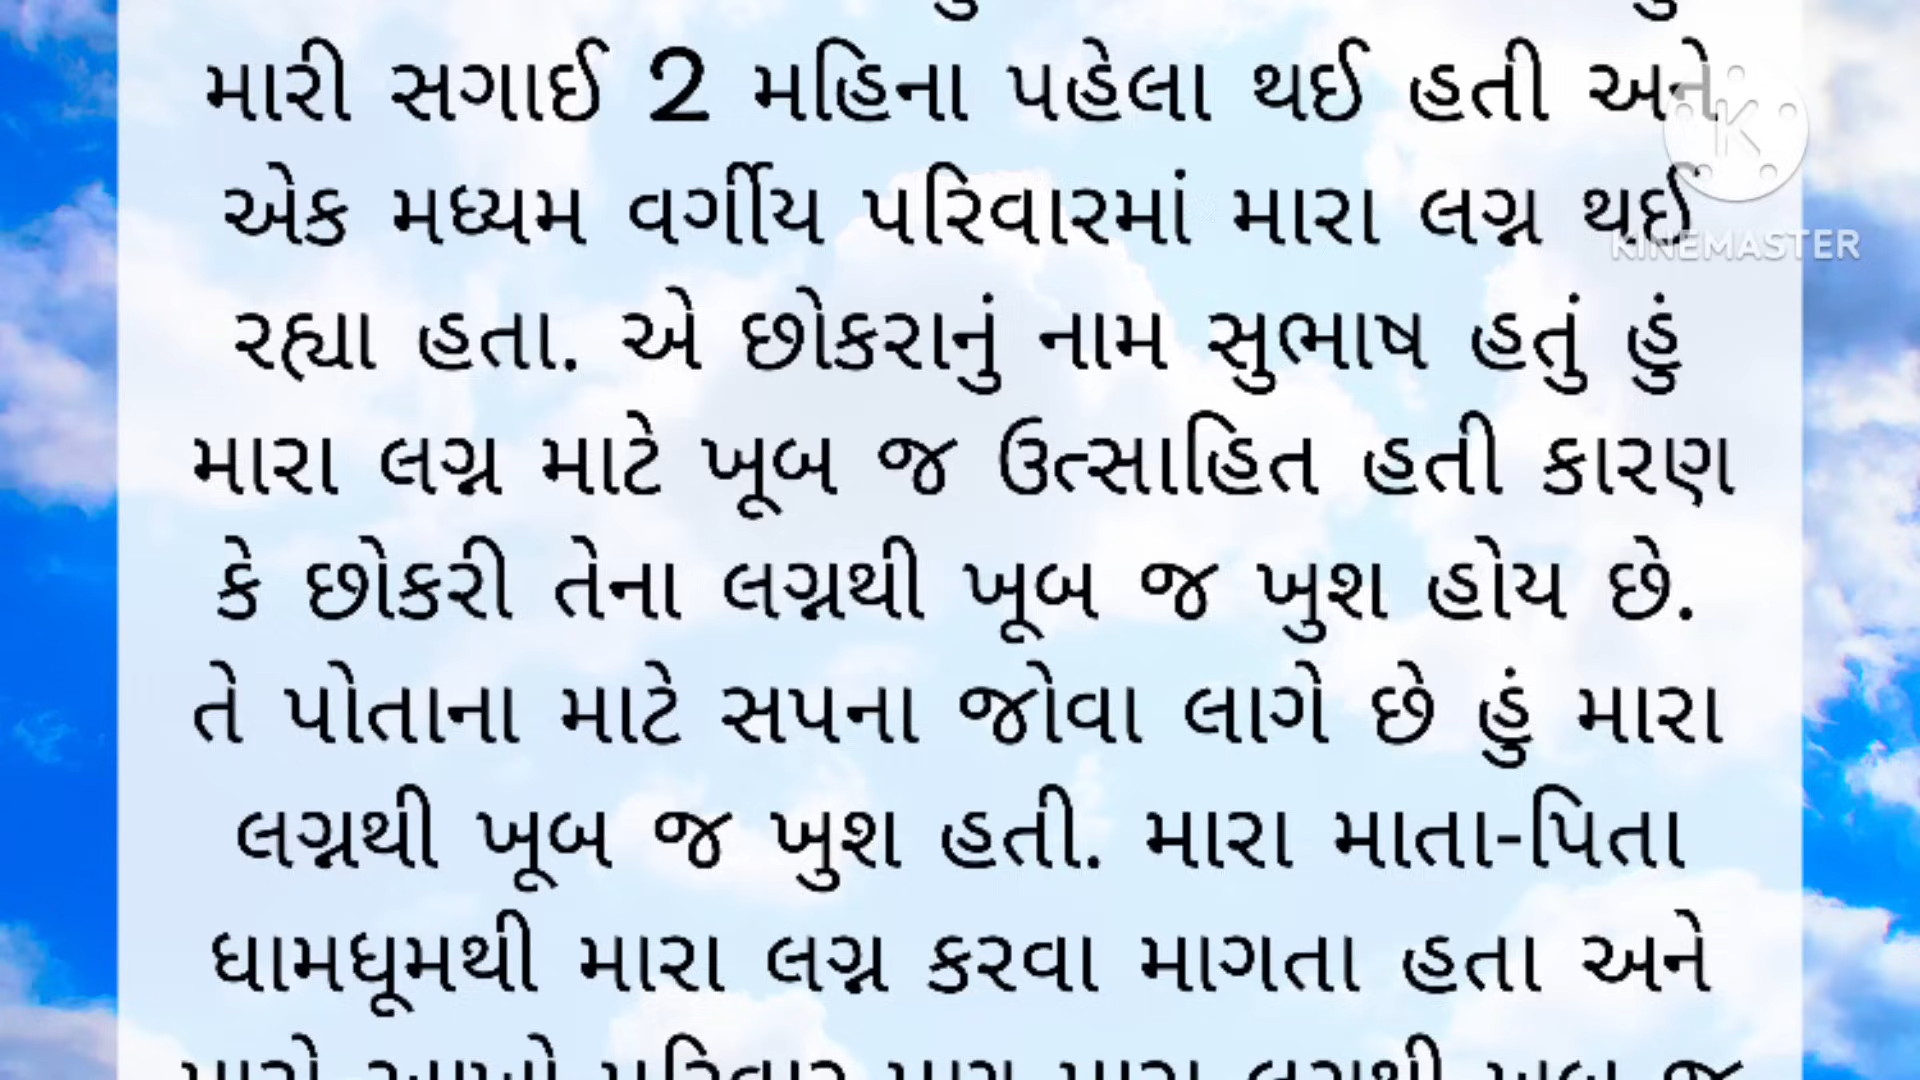 મારી સગાઈ 2 મહિના પહેલા થઈ હતી અને
એક મધ્યમ વર્ગીય પરિવારમાં મારા લગ્ન થઈ
રહ્યા હતા. એ છોકરાનું નામ સુભાષ હતું હું
મારા લગ્ન માટે ખૂબ જ ઉત્સાહિત હતી કારણ
કે છોકરી તેના લગ્નથી ખૂબ જ ખુશ હોય છે.
તે પોતાના માટે સપના જોવા લાગે છે હું મારા
લગ્નથી ખૂબ જ ખુશ હતી. મારા માતા-પિતા
ધામધૂમથી મારા લગ્ન કરવા માગતા હતા અને
K
KINEMASTER